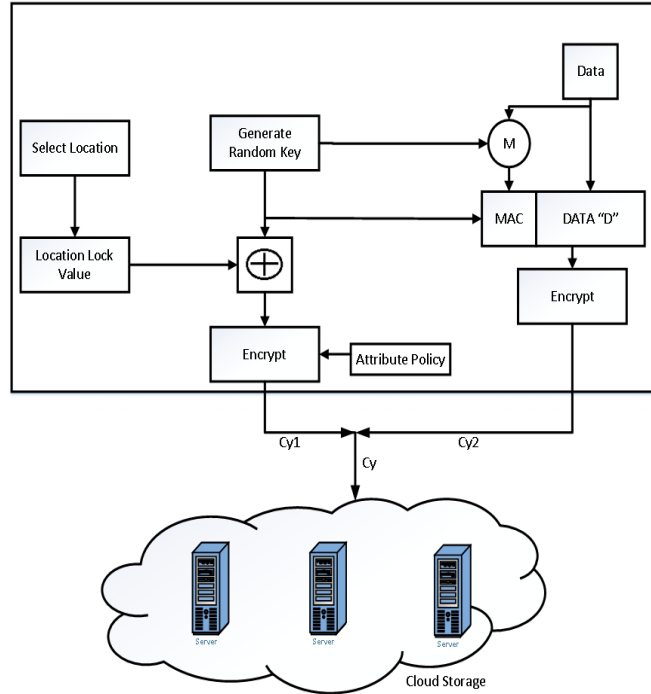 Data
Generate
Random Key
M
Select Location
MAC
DATA “D”
Location Lock
Value
Encrypt
Encrypt
Attribute Policy
Cy1
Cy2
Cy
Server
Server
Server
Cloud Storage